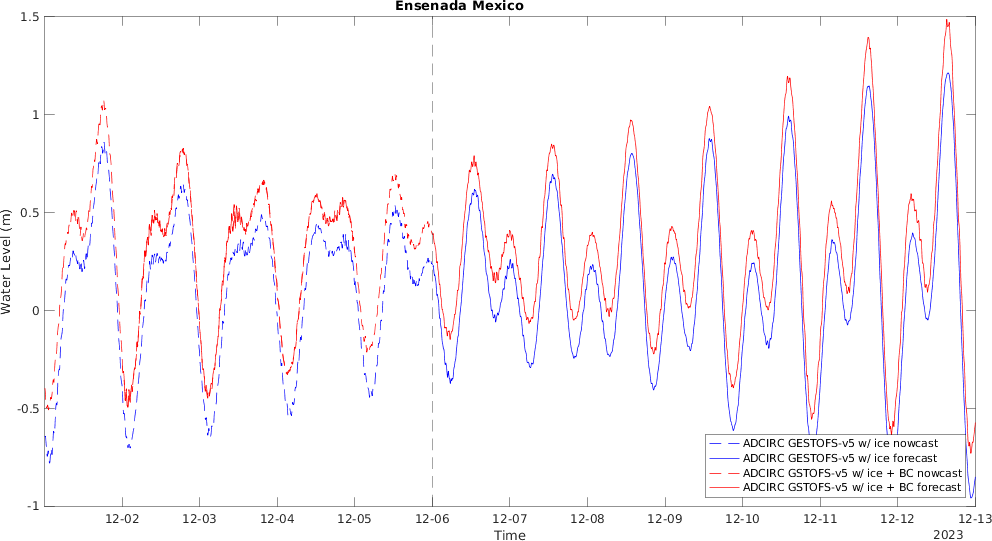 Ensenada Mexico
1.5
1
0.5
0
-0.5
-1
Water Level (m)
12-02 12-03 12-04 12-05 12-06 12-07 12-08 12-09 12-10 12-11 12-12 12-13
Time
2023
ADCIRC GESTOFS-v5 w/ ice nowcast
ADCIRC GESTOFS-v5 w/ ice forecast
ADCIRC GSTOFS-v5 w/ ice + BC nowcast
ADCIRC GSTOFS-v5 w/ ice + BC forecast